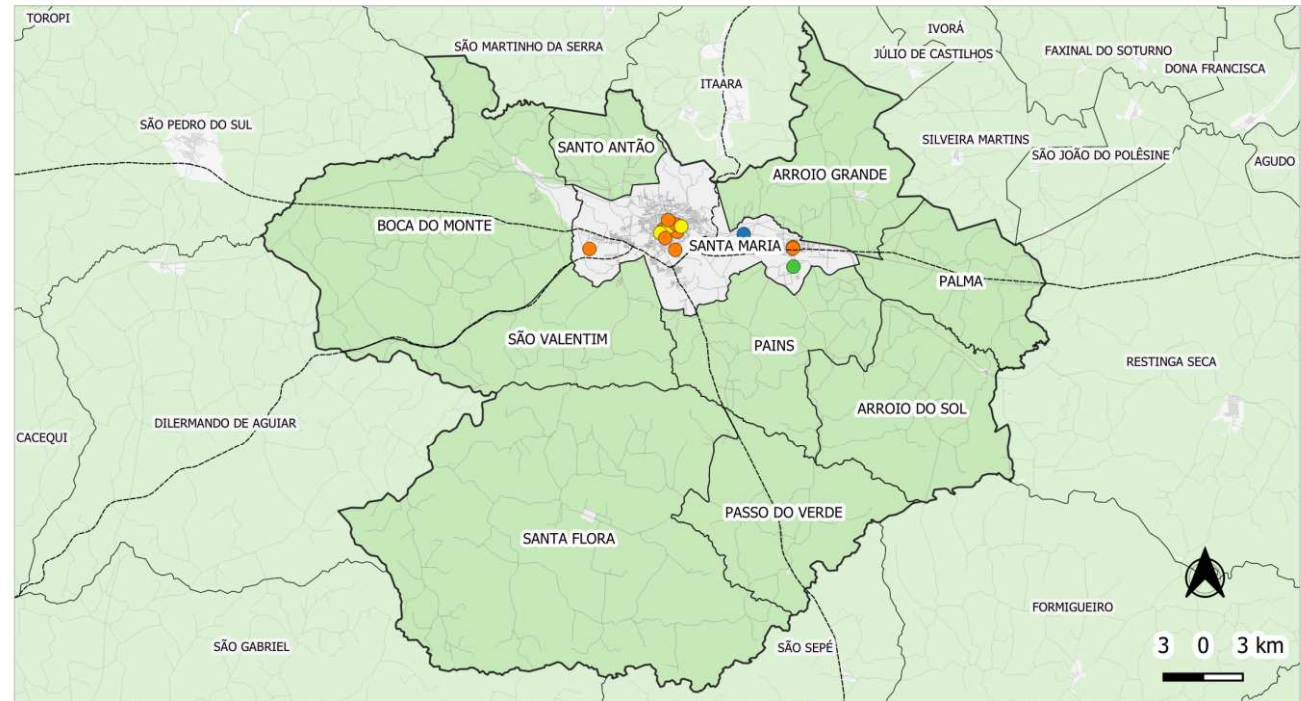 TOROPI
SÃO MARTINHO DA SERRA
IVORÁ
JÚLIO DE CASTILHOS
FAXINAL DO SOTURNO
DONA FRANCISCA
ITAARA
SÃO PEDRO DO SUL
SANTO ANTÃO
SILVEIRA MARTINS
SÃO JOÃO DO POLÊSINE
AGUDO
ARROIO GRANDE
BOCA DO MONTE
SANTA MARIA
PALMA
SÃO VALENTIM
PAINS
RESTINGA SECA
ARROIO DO SOL
DILERMANDO DE AGUIAR
CACEQUI
PASSO DO VERDE
SANTA FLORA
FORMIGUEIRO
SÃO GABRIEL
SÃO SEPÉ
3 0 3 km